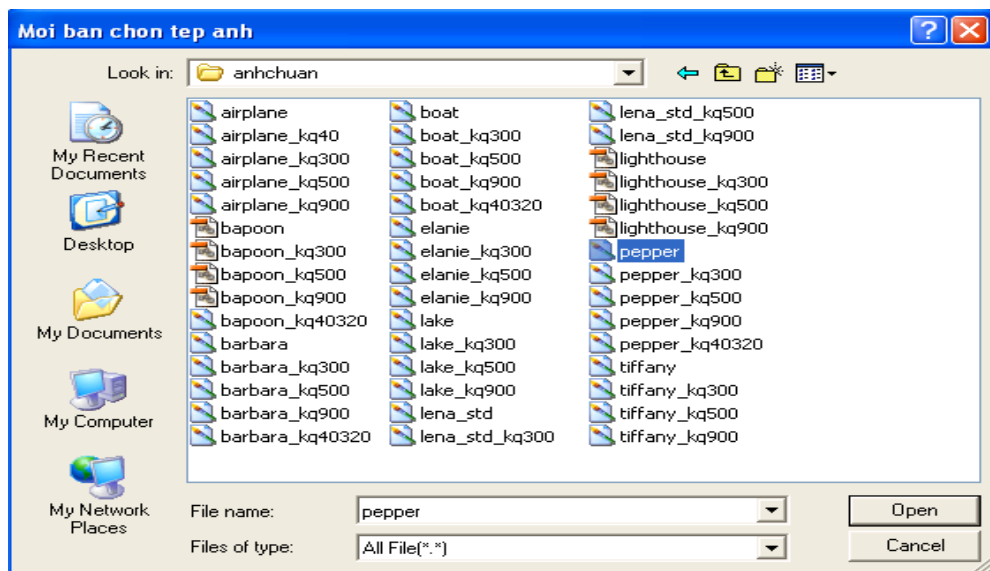 Moi ban chon tep anh
Look in:
anhchuan
My Recent
Documents
Desktop
My Documents
My Computer
My Network
Places
airplane
airplane_kq40
airplane_kq300
airplane_kq500
airplane_kq900
bapoon
bapoon_kq300
bapoon_kq500
bapoon_kq900
bapoon_kq40320
barbara
barbara_kq300
barbara_kq500
barbara_kq900
barbara_kq40320
boat
boat_kq300
boat_kq500
boat_kq900
boat_kq40320
elanie
elanie_kq300
elanie_kq500
elanie_kq900
lake
lake_kq300
lake_kq500
lake_kq900
lena_std
lena_std_kq300
lena_std_kq500
lena_std_kq900
lighthouse
lighthouse_kq300
lighthouse_kq500
lighthouse_kq900
pepper
pepper_kq300
pepper_kq500
pepper_kq900
pepper_kq40320
tiffany
tiffany_kq300
tiffany_kq500
tiffany_kq900
File name:
pepper
Open
Files of type:
All File(*.*)
Cancel